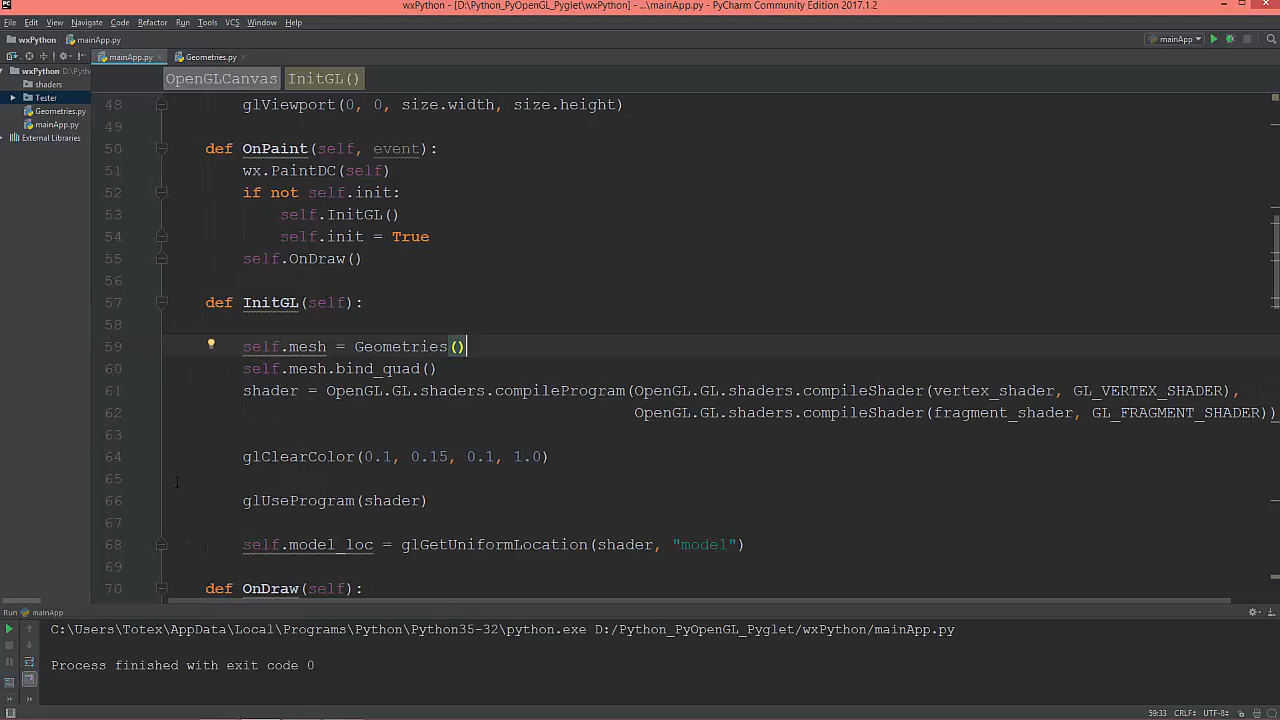 wxPython - [D:\Python_PyOpenGL_Pyglet\wxPython] - ...\mainApp.py - PyCharm Community Edition 2017.1.2
File Edit View Navigate Code Refactor Run Tools VCS Window Help
wxPython mainApp.py mainApp
mainApp.py Geometries.py
wxPython D:\Pyth
shaders
Tester
Geometries.py
mainApp.py
External Libraries
OpenGLCanvas InitGL()
48 glViewport(0, 0, size.width, size.height)
49
50 def OnPaint(self, event):
51 wx.PaintDC(self)
52 if not self.init:
53 self.InitGL()
54 self.init = True
55 self.OnDraw()
56
57 def InitGL(self):
58
59 self.mesh = Geometries()
60 self.mesh.bind_quad()
61 shader = OpenGL.GL.shaders.compileProgram(OpenGL.GL.shaders.compileShader(vertex_shader, GL_VERTEX_SHADER),
62 OpenGL.GL.shaders.compileShader(fragment_shader, GL_FRAGMENT_SHADER))
63
64 glClearColor(0.1, 0.15, 0.1, 1.0)
65
66 glUseProgram(shader)
67
68 self.model_loc = glGetUniformLocation(shader, "model")
69
70 def OnDraw(self):
Run mainApp
C:\Users\Totex\AppData\Local\Programs\Python\Python35-32\python.exe D:/Python_PyOpenGL_Pyglet/wxPython/mainApp.py
Process finished with exit code 0
59:33 CRLF÷ UTF-8÷